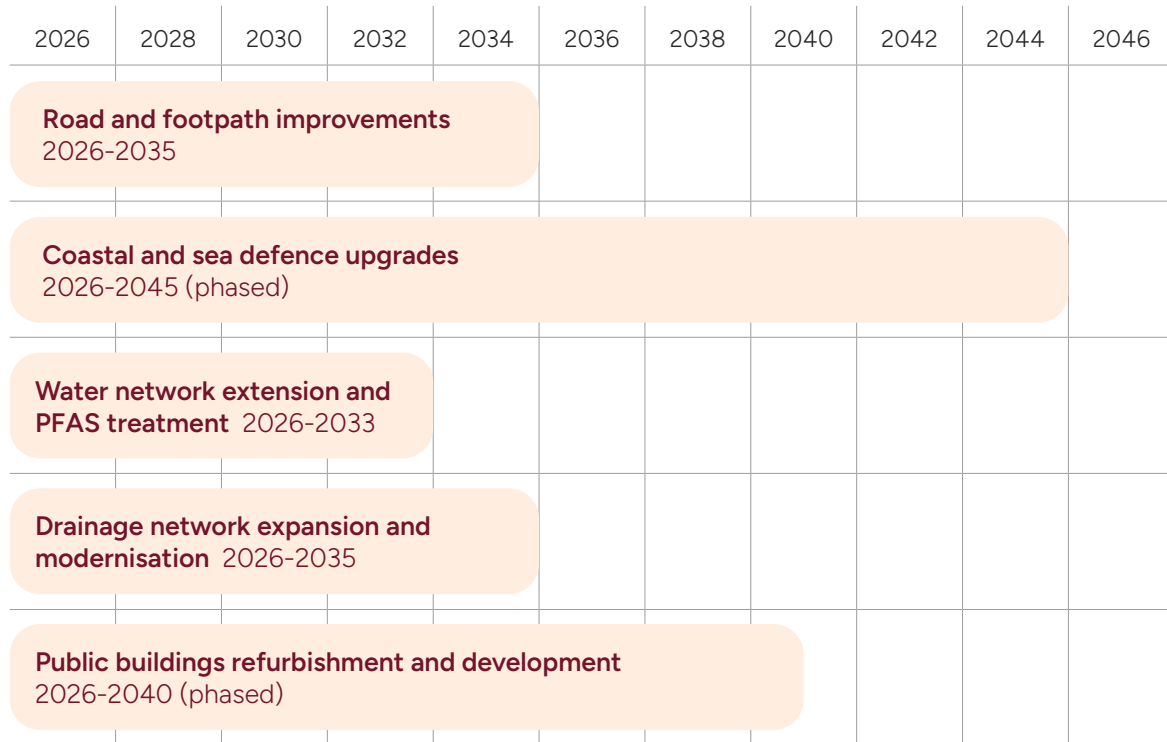 2026 2028 2030 2032 2034 2036 2038 2040 2042 2044 2046
Road and footpath improvements
2026-2035
Coastal and sea defence upgrades
2026-2045 (phased)
Water network extension and
PFAS treatment 2026-2033
Drainage network expansion and
modernisation 2026-2035
Public buildings refurbishment and development
2026-2040 (phased)